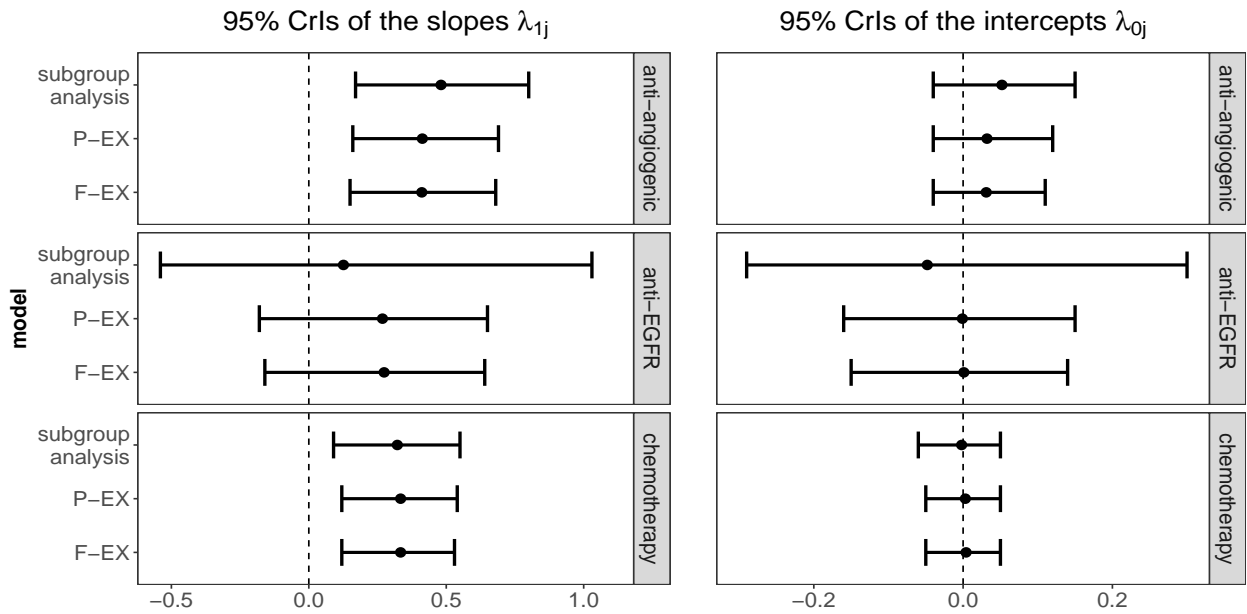 95% CrIs of the slopes λ1j
95% CrIs of the intercepts λ0j
model
subgroup
analysis
P−EX
F−EX
anti−angiogenic
anti−angiogenic
subgroup
analysis
P−EX
F−EX
anti−EGFR
anti−EGFR
subgroup
analysis
P−EX
F−EX
chemotherapy
chemotherapy
−0.5 0.0 0.5 1.0
−0.2 0.0 0.2